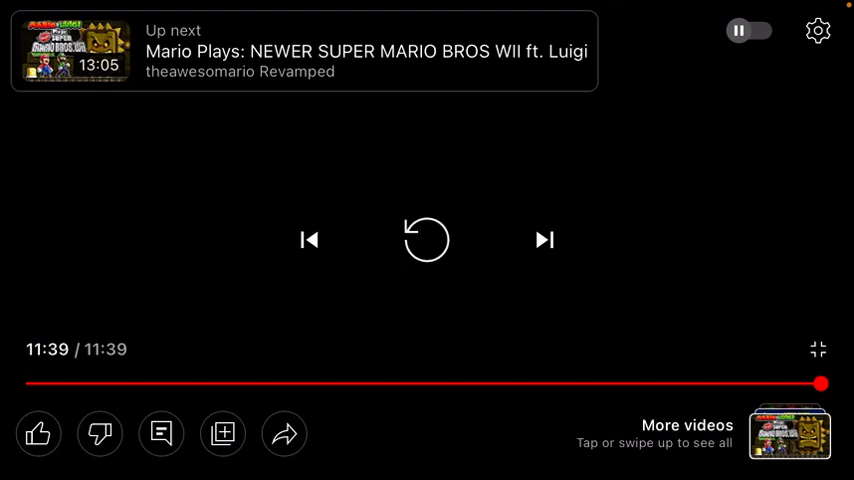 Up next
Mario Plays: NEWER SUPER MARIO BROS WII ft. Luigi
theawesomario Revamped
13:05
11:39 / 11:39
More videos
Tap or swipe up to see all